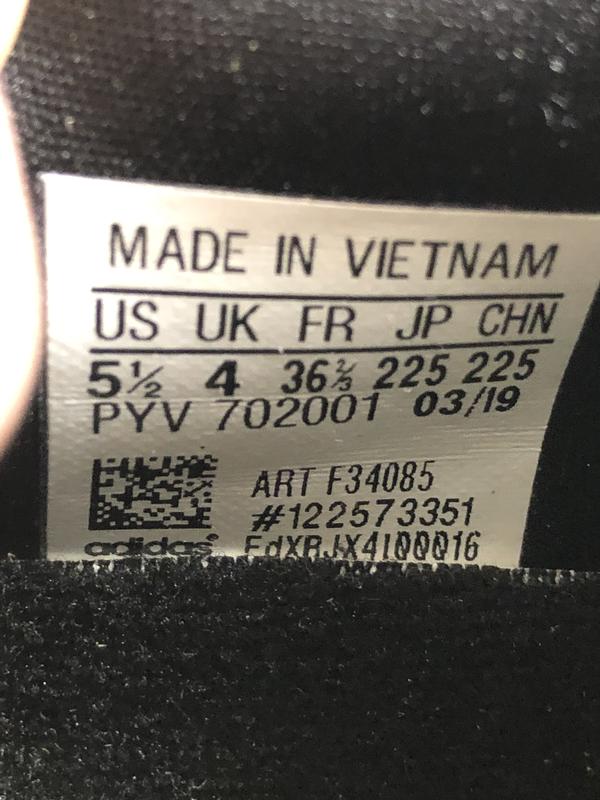 MADE IN VIETNAM
US UK FR JP CHN
5½ 4 36⅔ 225 225
PYV 702001 03/19
ART F34085
#122573351
adidas